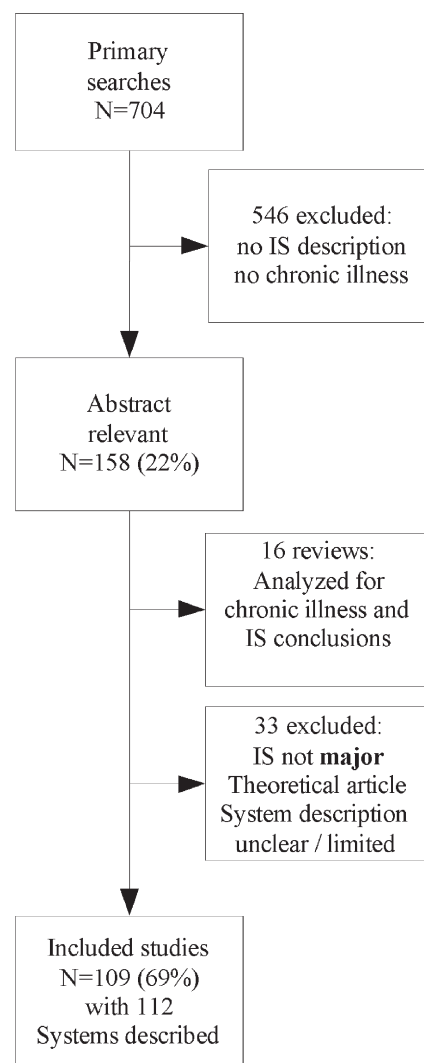 Primary
searches
N=704
546 excluded:
no IS description
no chronic illness
Abstract
relevant
N=158 (22%)
16 reviews:
Analyzed for
chronic illness and
IS conclusions
33 excluded:
IS not major
Theoretical article
System description
unclear / limited
Included studies
N=109 (69%)
with 112
Systems described